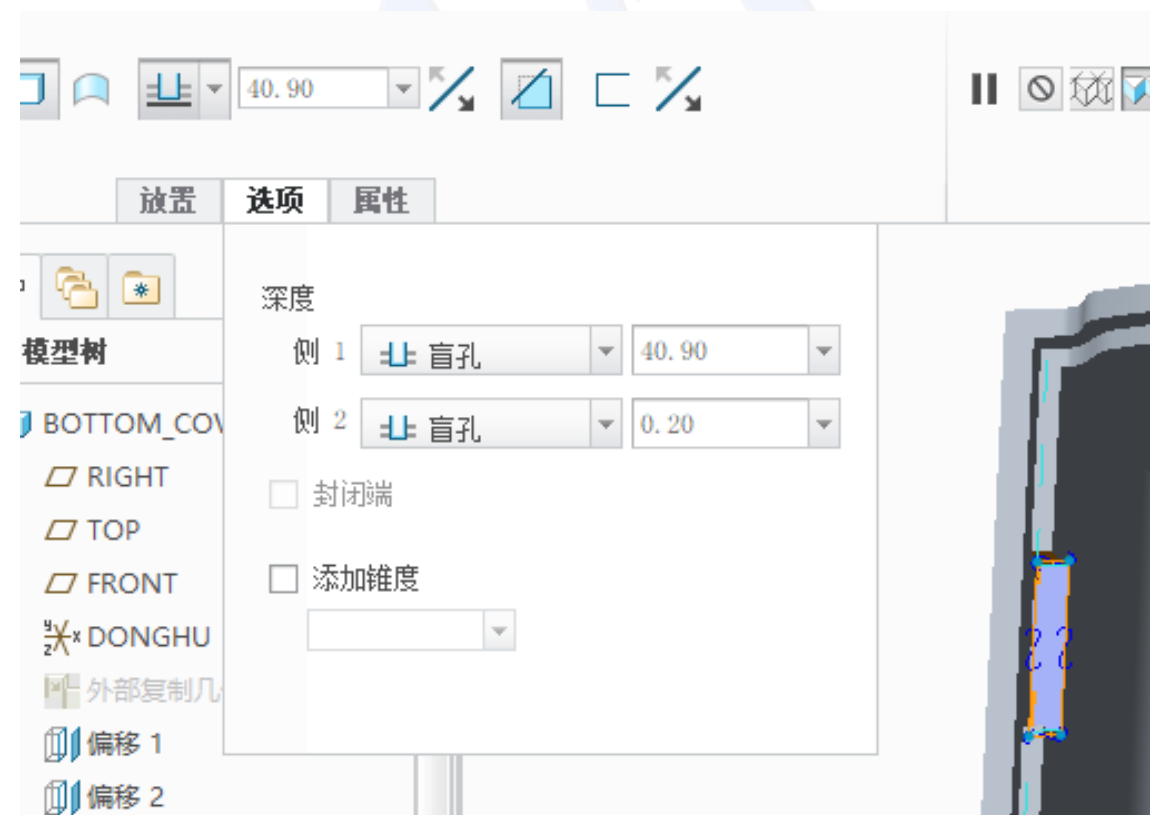 40.90
放置 选项 属性
深度
侧 1 盲孔 40.90
侧 2 盲孔 0.20
封闭端
添加锥度
模型树
BOTTOM_COV
RIGHT
TOP
FRONT
DONGHU
外部复制几
偏移 1
偏移 2